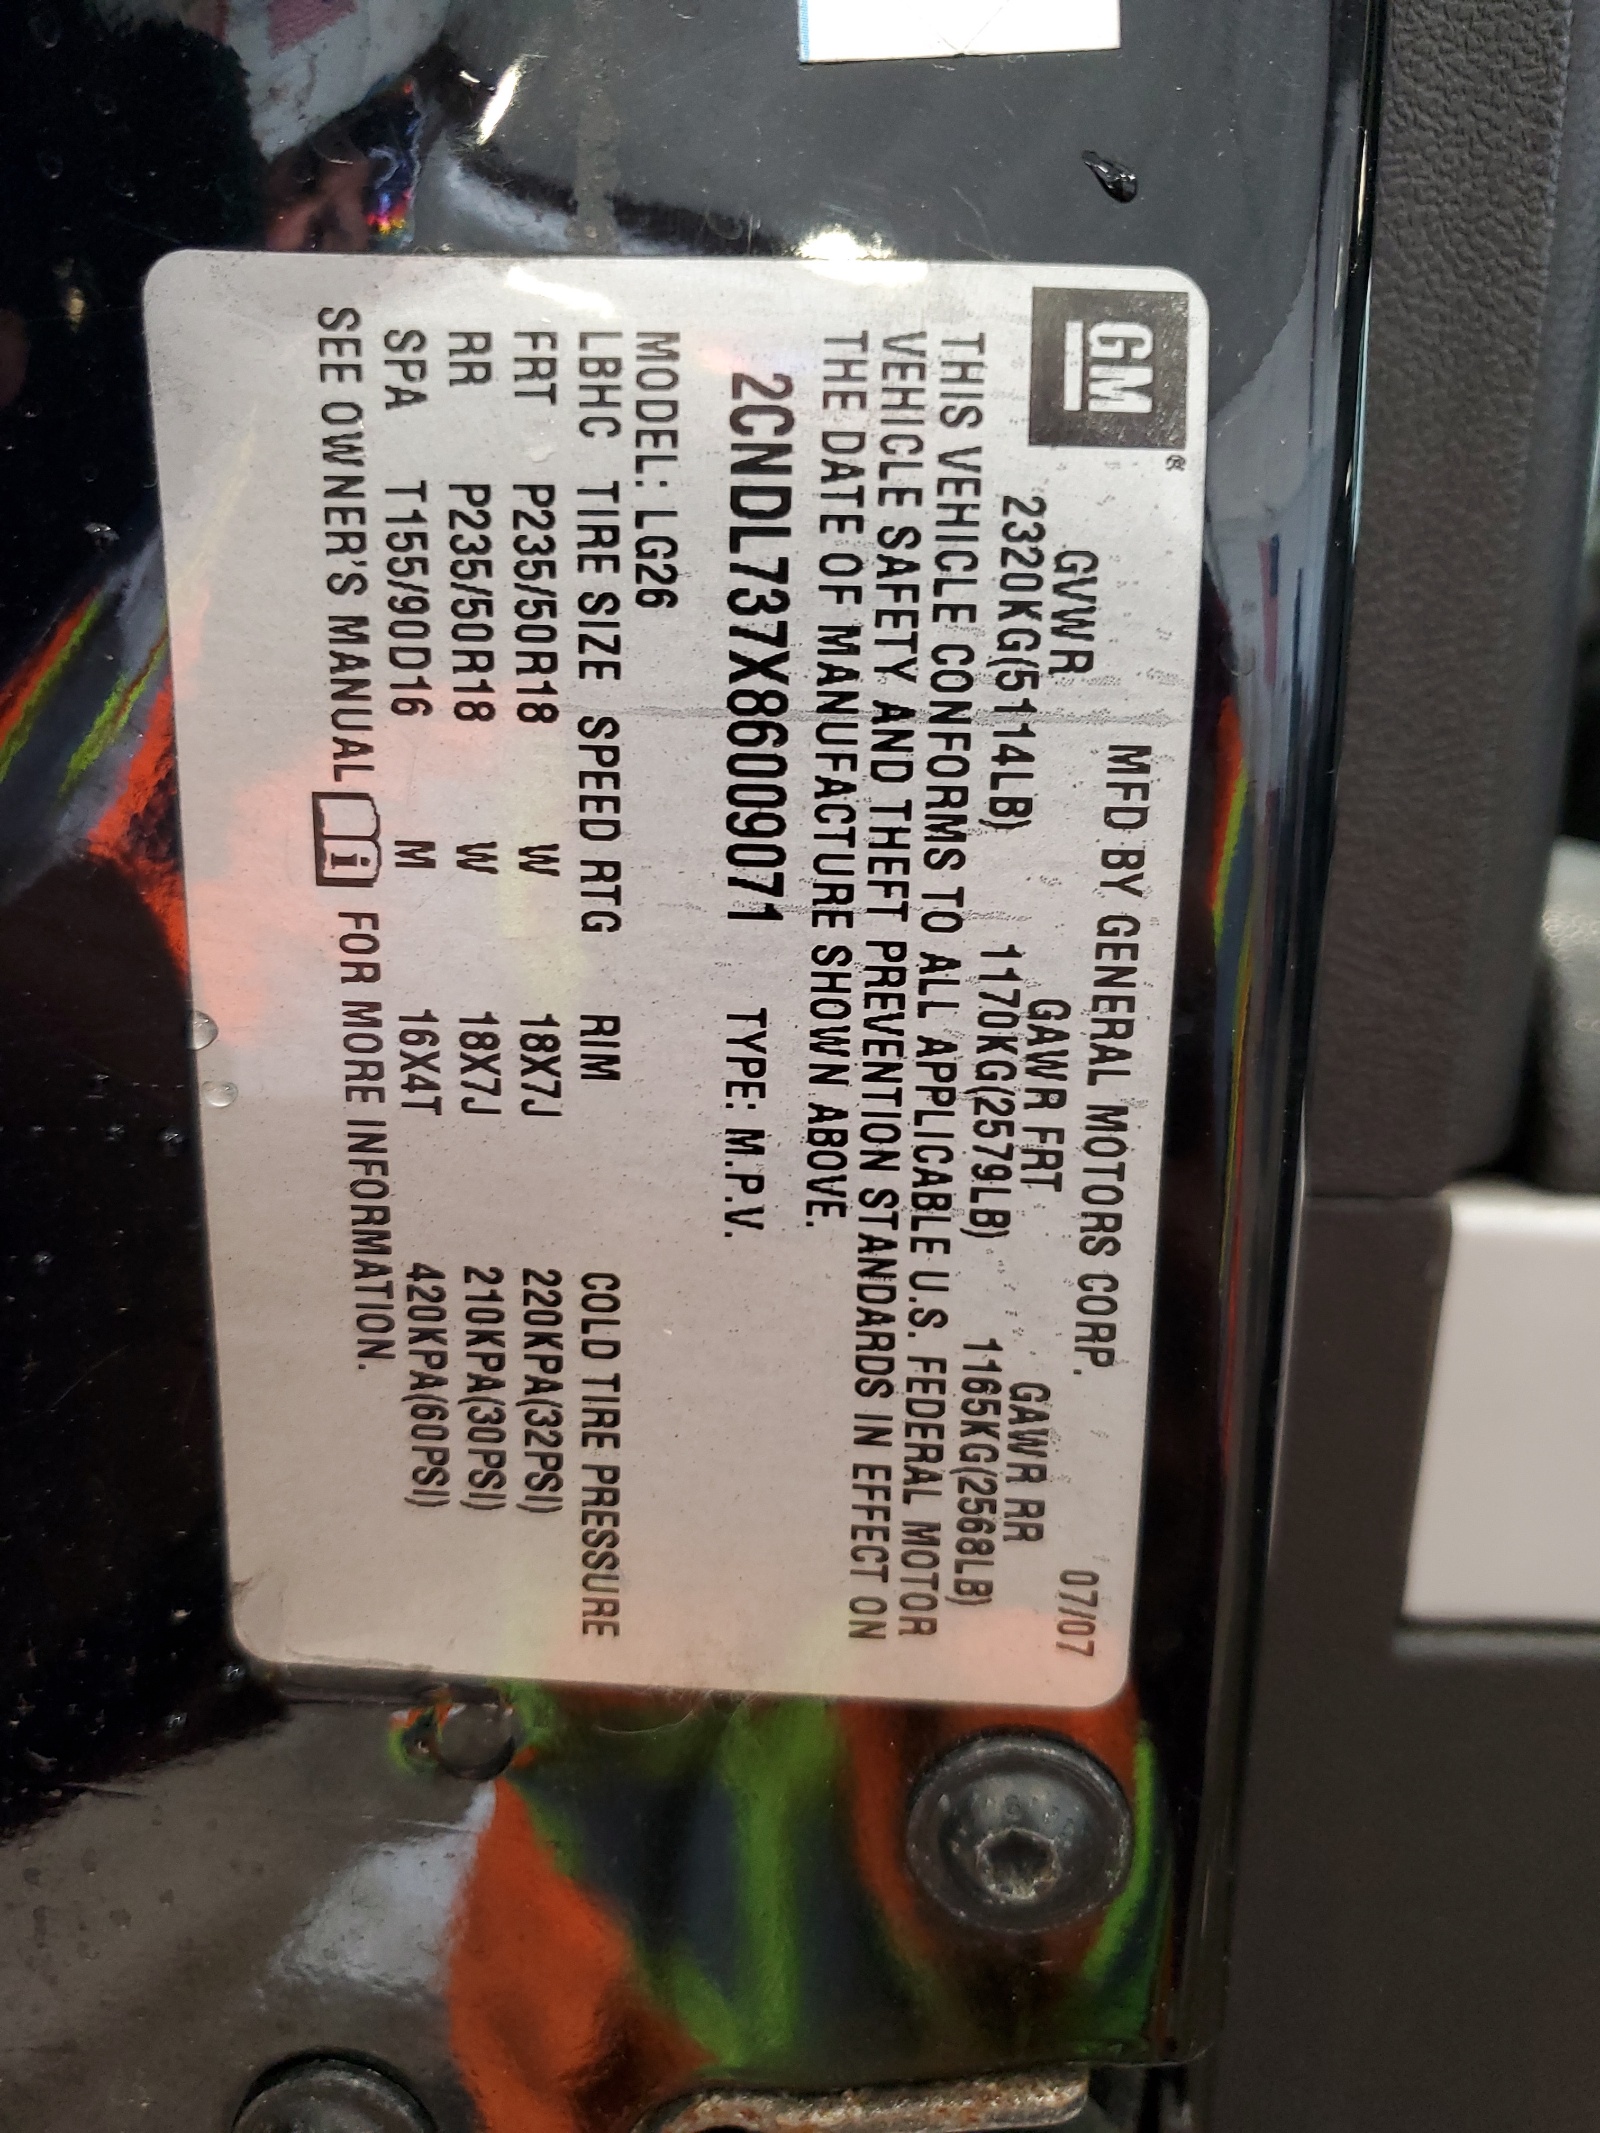 GM®
MFD BY GENERAL MOTORS CORP. 07/07
GVWR GAWR FRT GAWR RR
2320KG(5114LB) 1170KG(2579LB) 1165KG(2568LB)
THIS VEHICLE CONFORMS TO ALL APPLICABLE U.S. FEDERAL MOTOR
VEHICLE SAFETY AND THEFT PREVENTION STANDARDS IN EFFECT ON
THE DATE OF MANUFACTURE SHOWN ABOVE.
2CNDL737X86009071 TYPE: M.P.V.
MODEL: LG26
LBHC TIRE SIZE SPEED RTG RIM COLD TIRE PRESSURE
FRT P235/50R18 W 18X7J 220KPA(32PSI)
RR P235/50R18 W 18X7J 210KPA(30PSI)
SPA T155/90D16 M 16X4T 420KPA(60PSI)
SEE OWNER'S MANUAL i FOR MORE INFORMATION.